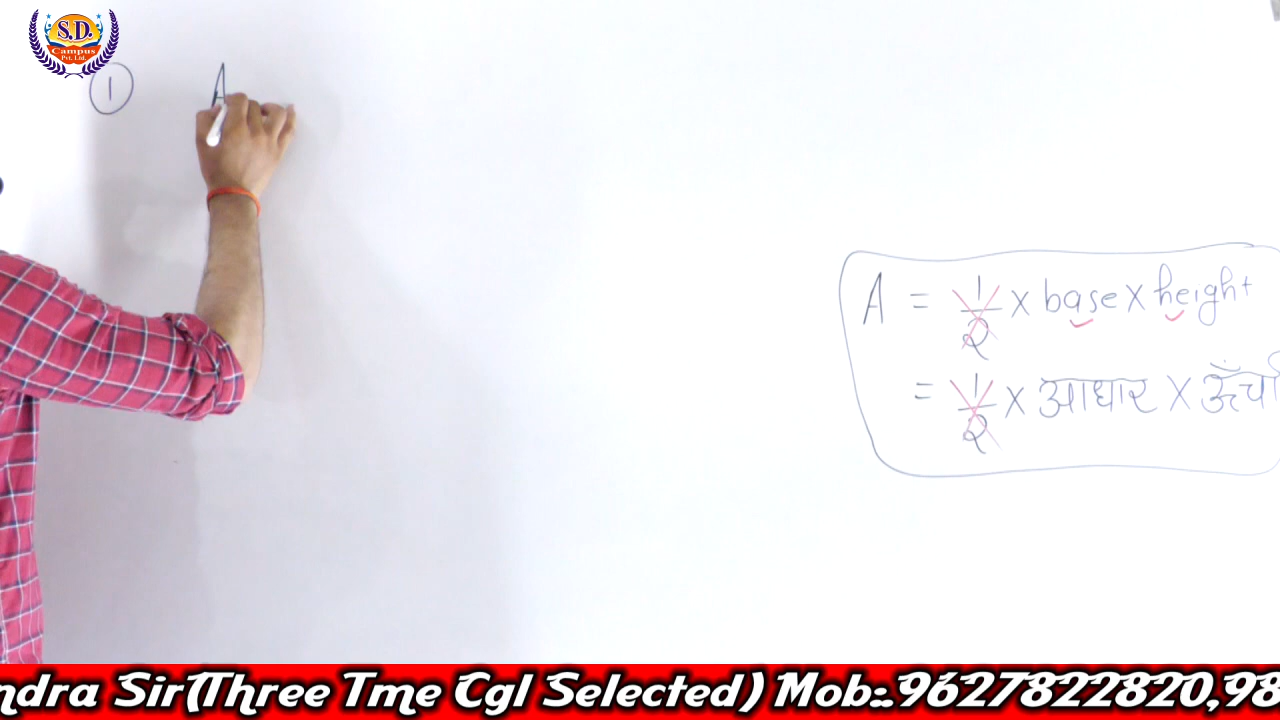 S.D.
Campus
Pvt. Ltd.
① A
A = 1/2 × base × height
= 1/2 × आधार × ऊँचा
ndra Sir(Three Tme Cgl Selected) Mob:.9627822820,98